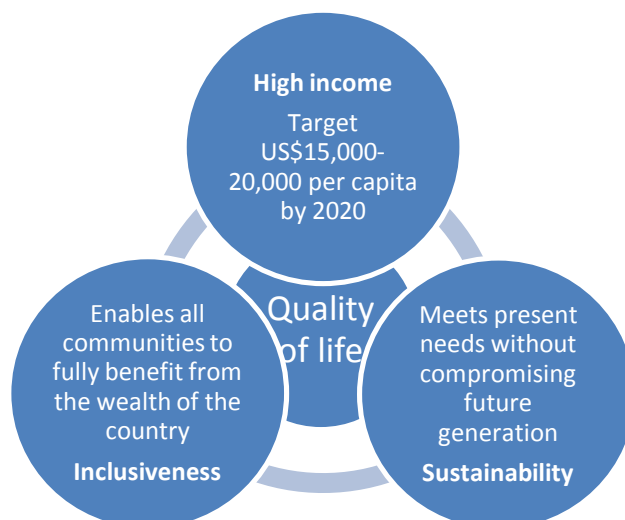 High income
Target
US$15,000-
20,000 per capita
by 2020
Quality
of life
Enables all
communities to
fully benefit from
the wealth of the
country
Inclusiveness
Meets present
needs without
compromising
future
generation
Sustainability